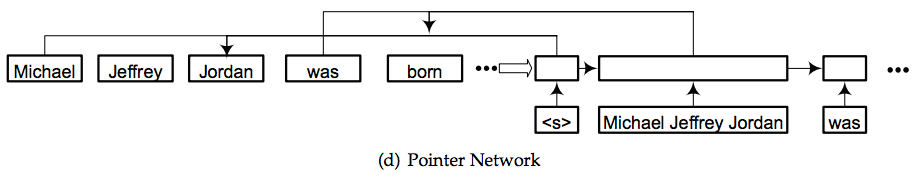 Michael Jeffrey Jordan was born ••• •••
<s> Michael Jeffrey Jordan was
(d) Pointer Network